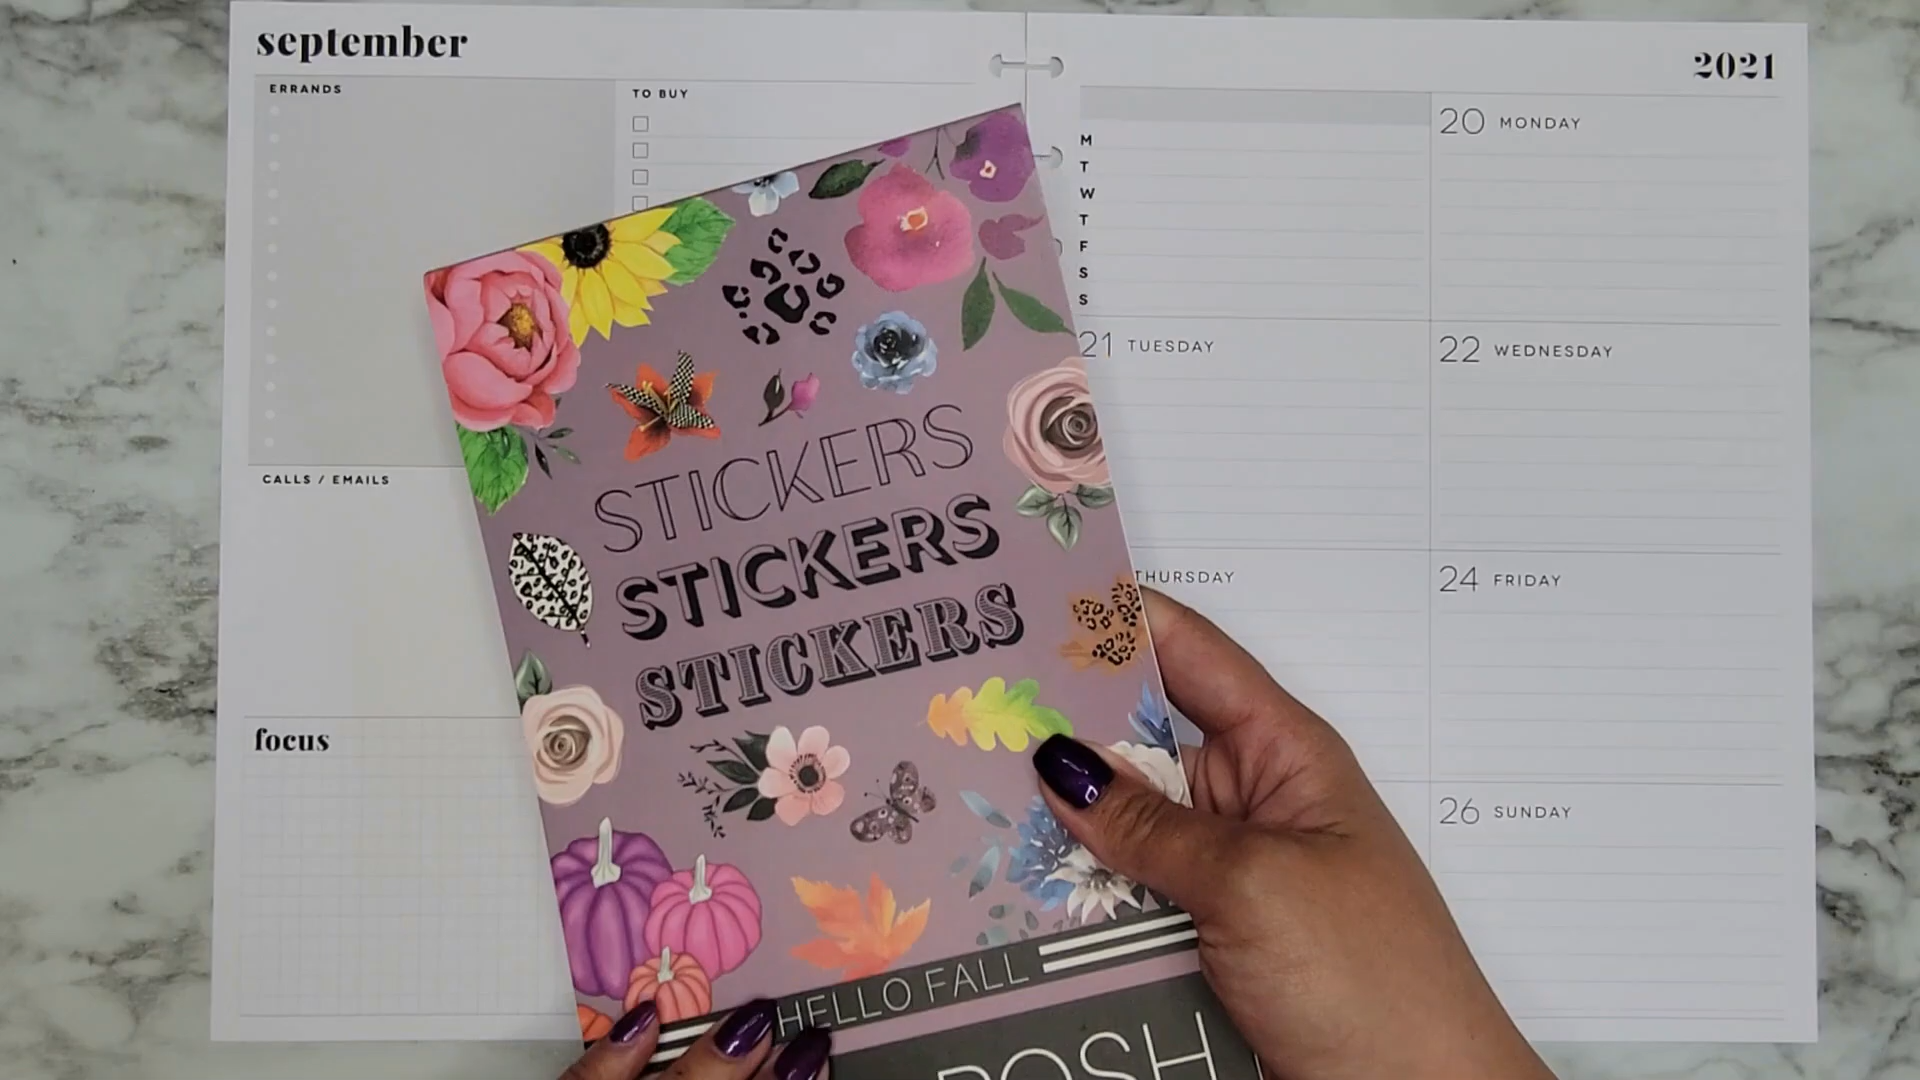 september
2021
ERRANDS
TO BUY
CALLS / EMAILS
focus
M
T
W
T
F
S
S
20 MONDAY
21 TUESDAY
22 WEDNESDAY
THURSDAY
24 FRIDAY
26 SUNDAY
STICKERS
STICKERS
STICKERS
HELLO FALL
POSH